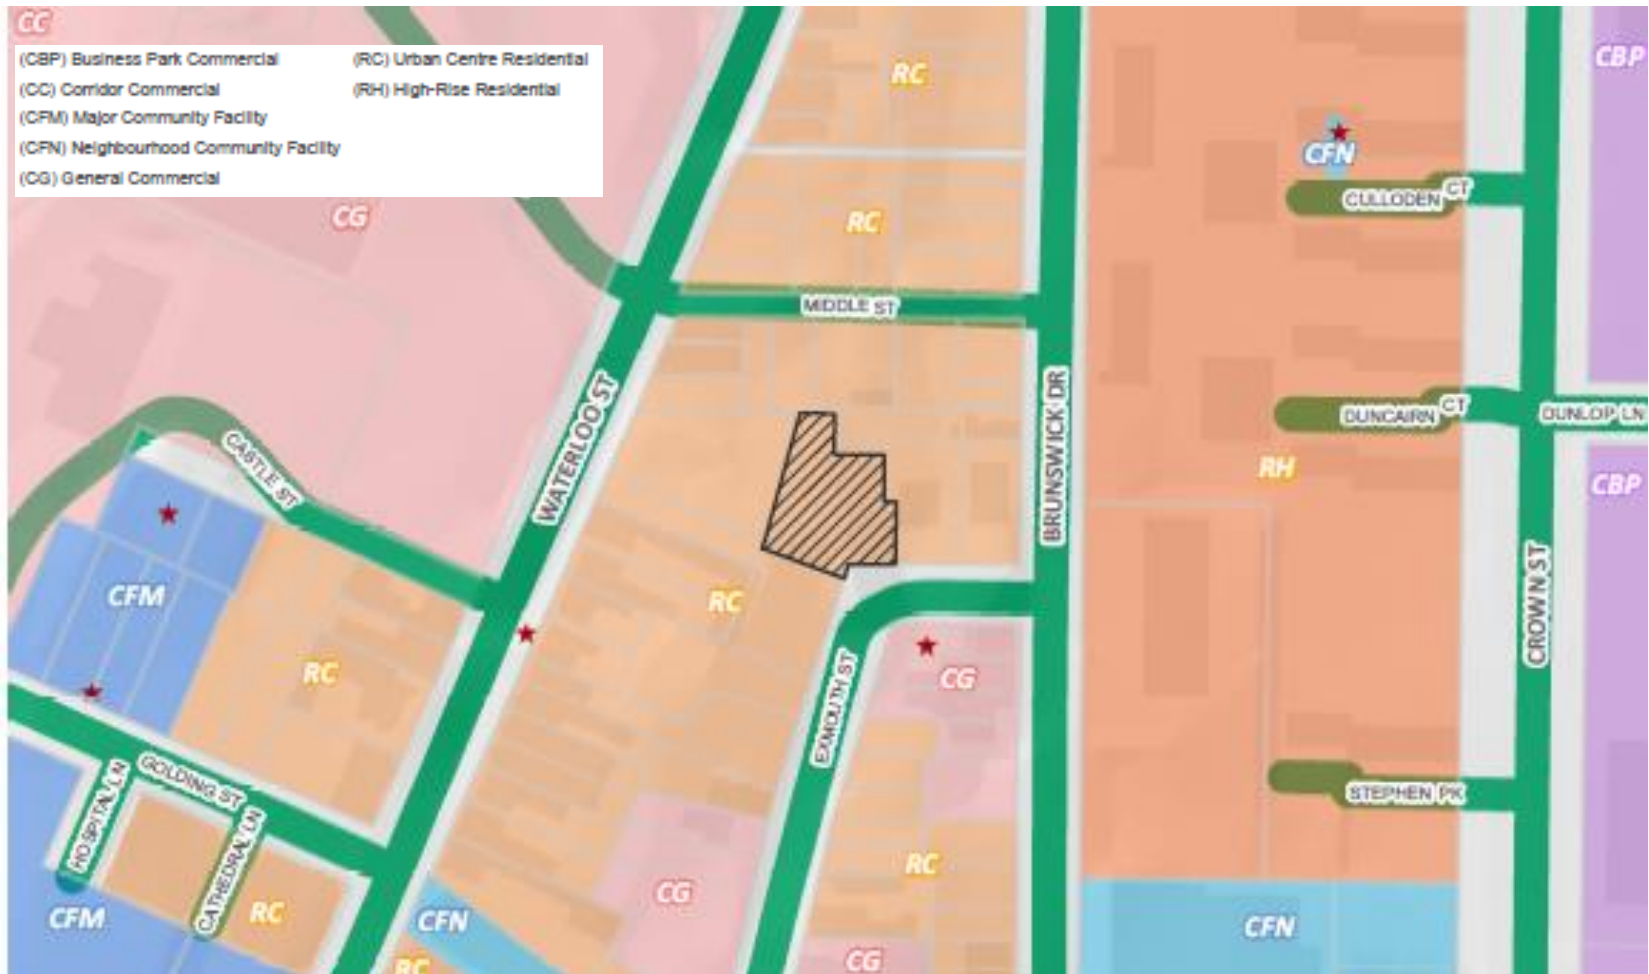 CC
(CBP) Business Park Commercial
(RC) Urban Centre Residential
(CC) Corridor Commercial
(RH) High-Rise Residential
(CFM) Major Community Facility
(CFN) Neighbourhood Community Facility
(CG) General Commercial
CBP
RC
CFN
CULLODEN CT
CG
RC
MIDDLE ST
WATERLOO ST
BRUNSWICK DR
DUNCAIRN CT
DUNLOP LN
CASTLE ST
RH
CBP
CFM
RC
CROWN ST
RC
CG
EXMOUTH ST
GOLDING ST
HOSPITAL LN
STEPHEN PK
CATHEDRAL LN
RC
CG
CFM
RC
CFN
CFN
CG
RC